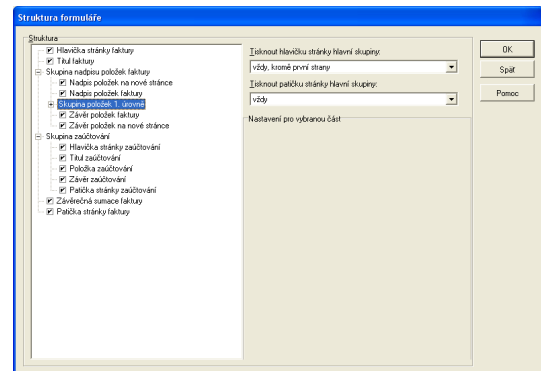 Struktura formuláře
Struktura
Hlavička stránky faktury
Titul faktury
Skupina nadpisu položek faktury
Nadpis položek na nové stránce
Nadpis položek faktury
Skupina položek 1. úrovně
Závěr položek faktury
Závěr položek na nové stránce
Skupina zaúčtování
Hlavička stránky zaúčtování
Titul zaúčtování
Položka zaúčtování
Závěr zaúčtování
Patička stránky zaúčtování
Závěrečná sumace faktury
Patička stránky faktury
Tisknout hlavičku stránky hlavní skupiny:
vždy, kromě první strany
Tisknout patičku stránky hlavní skupiny:
vždy
Nastavení pro vybranou část
OK
Späť
Pomoc